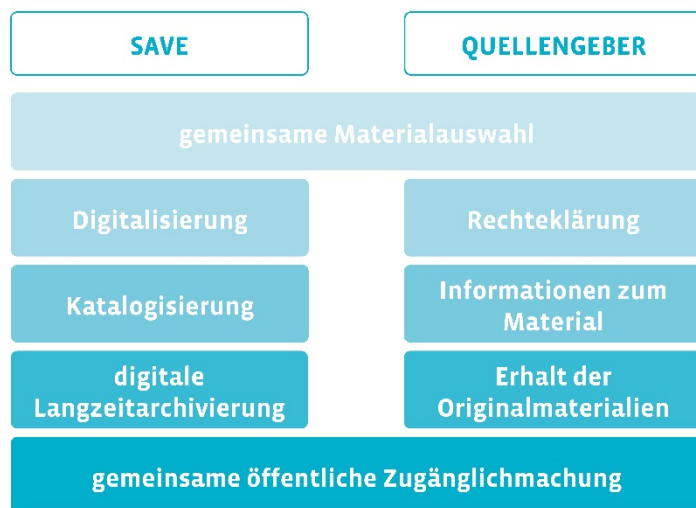 SAVE
QUELLENGEBER
gemeinsame Materialauswahl
Digitalisierung
Rechteklärung
Katalogisierung
Informationen zum
Material
digitale
Langzeitarchivierung
Erhalt der
Originalmaterialien
gemeinsame öffentliche Zugänglichmachung